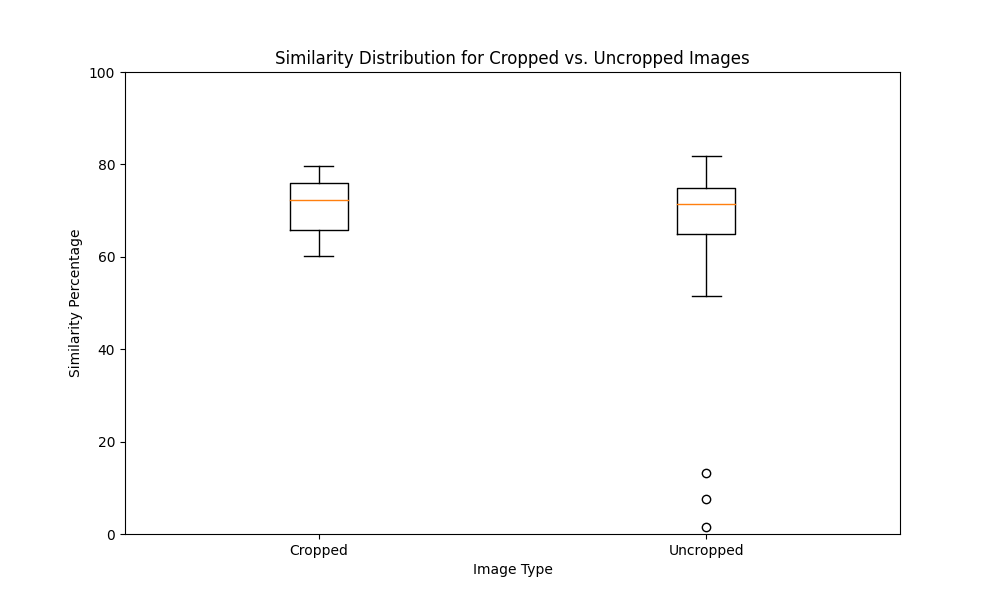 Similarity Distribution for Cropped vs. Uncropped Images
100
80
60
40
20
0
Similarity Percentage
Cropped
Uncropped
Image Type